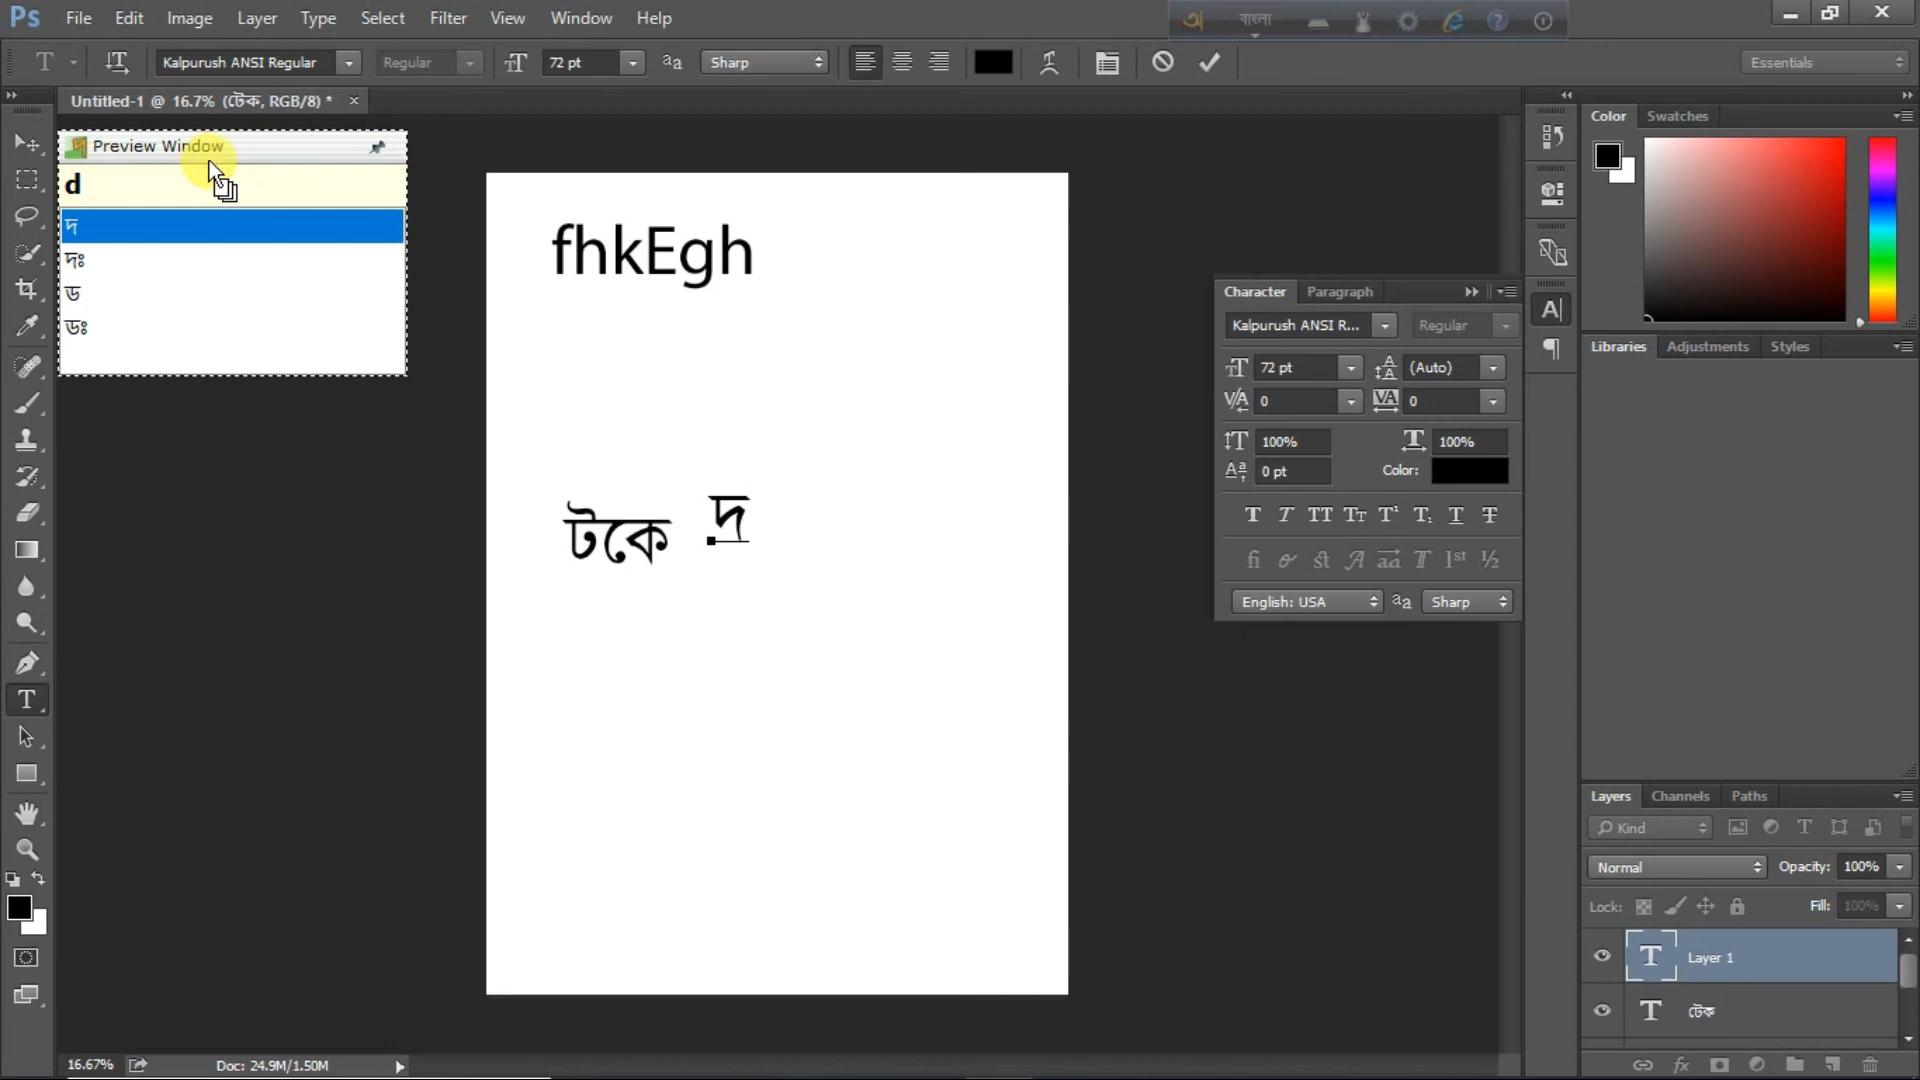 Ps File Edit Image Layer Type Select Filter View Window Help
অ বাংলা
Kalpurush ANSI Regular Regular 72 pt Sharp Essentials
Untitled-1 @ 16.7% (টেক, RGB/8) *
Preview Window
d
দ
দঃ
ড
ডঃ
fhkEgh
টকে দ
Color Swatches
Character Paragraph
Kalpurush ANSI R... Regular
72 pt (Auto)
0 0
100% 100%
0 pt Color:
English: USA Sharp
Libraries Adjustments Styles
Layers Channels Paths
Kind
Normal Opacity: 100%
Lock: Fill: 100%
Layer 1
টেক
16.67% Doc: 24.9M/1.50M